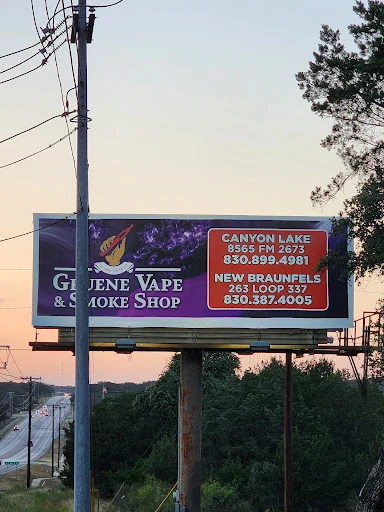 GRUENE VAPE
& SMOKE SHOP
CANYON LAKE
8565 FM 2673
830.899.4981
NEW BRAUNFELS
263 LOOP 337
830.387.4005